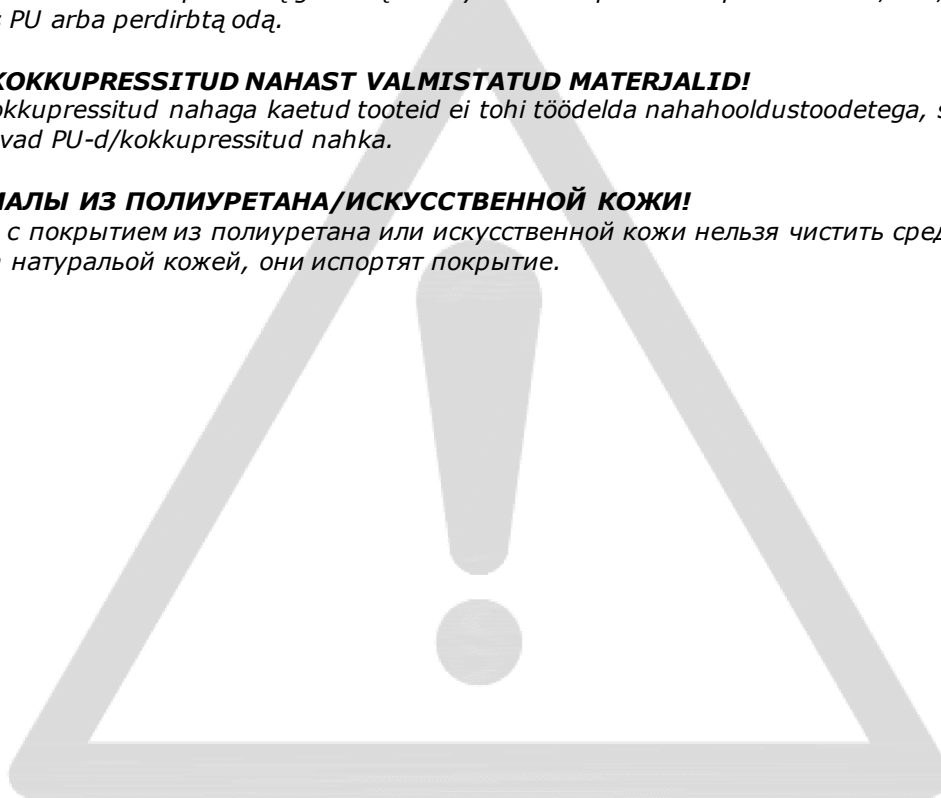 PU arba perdirbtą odą.
KOKKUPRESSITUD NAHAST VALMISTATUD MATERJALID!
okkupressitud nahaga kaetud tooteid ei tohi töödelda nahahooldustoodetega, s
vad PU-d/kokkupressitud nahka.
ИАЛЫ ИЗ ПОЛИУРЕТАНА/ИСКУССТВЕННОЙ КОЖИ!
с покрытием из полиуретана или искусственной кожи нельзя чистить сред
натуральой кожей, они испортят покрытие.